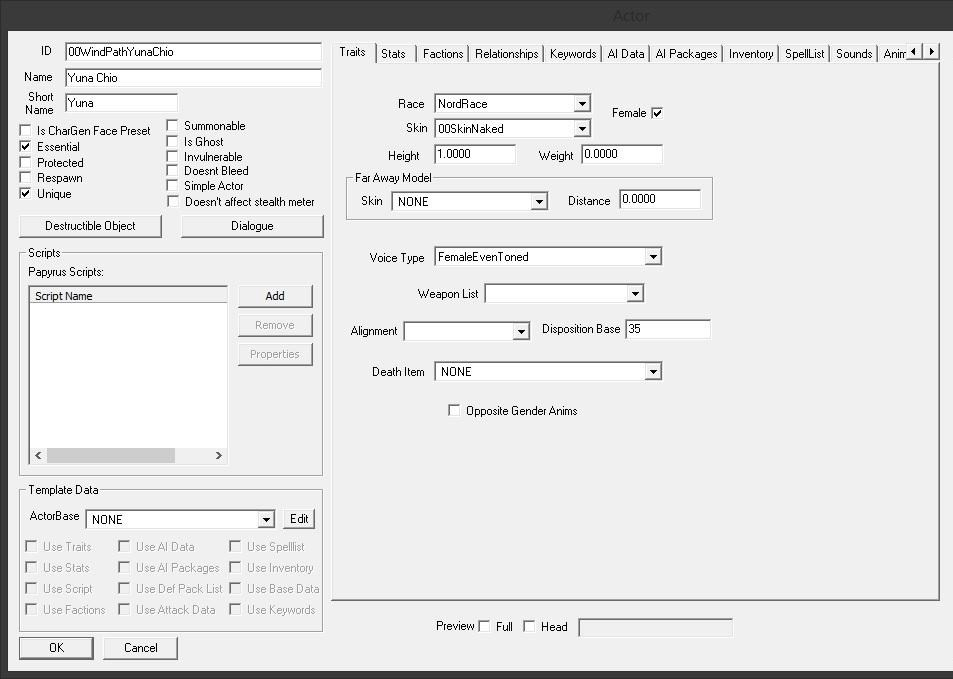 Actor
ID 00WindPathYunaChio
Name Yuna Chio
Short Name Yuna
Is CharGen Face Preset
Essential
Protected
Respawn
Unique
Summonable
Is Ghost
Invulnerable
Doesnt Bleed
Simple Actor
Doesn't affect stealth meter
Destructible Object Dialogue
Scripts
Papyrus Scripts:
Script Name
Add
Remove
Properties
Template Data
ActorBase NONE Edit
Use Traits Use AI Data Use Spelllist
Use Stats Use AI Packages Use Inventory
Use Script Use Def Pack List Use Base Data
Use Factions Use Attack Data Use Keywords
OK Cancel
Traits Stats Factions Relationships Keywords AI Data AI Packages Inventory SpellList Sounds Anim
Race NordRace Female
Skin 00SkinNaked
Height 1.0000 Weight 0.0000
Far Away Model
Skin NONE Distance 0.0000
Voice Type FemaleEvenToned
Weapon List
Alignment Disposition Base 35
Death Item NONE
Opposite Gender Anims
Preview Full Head